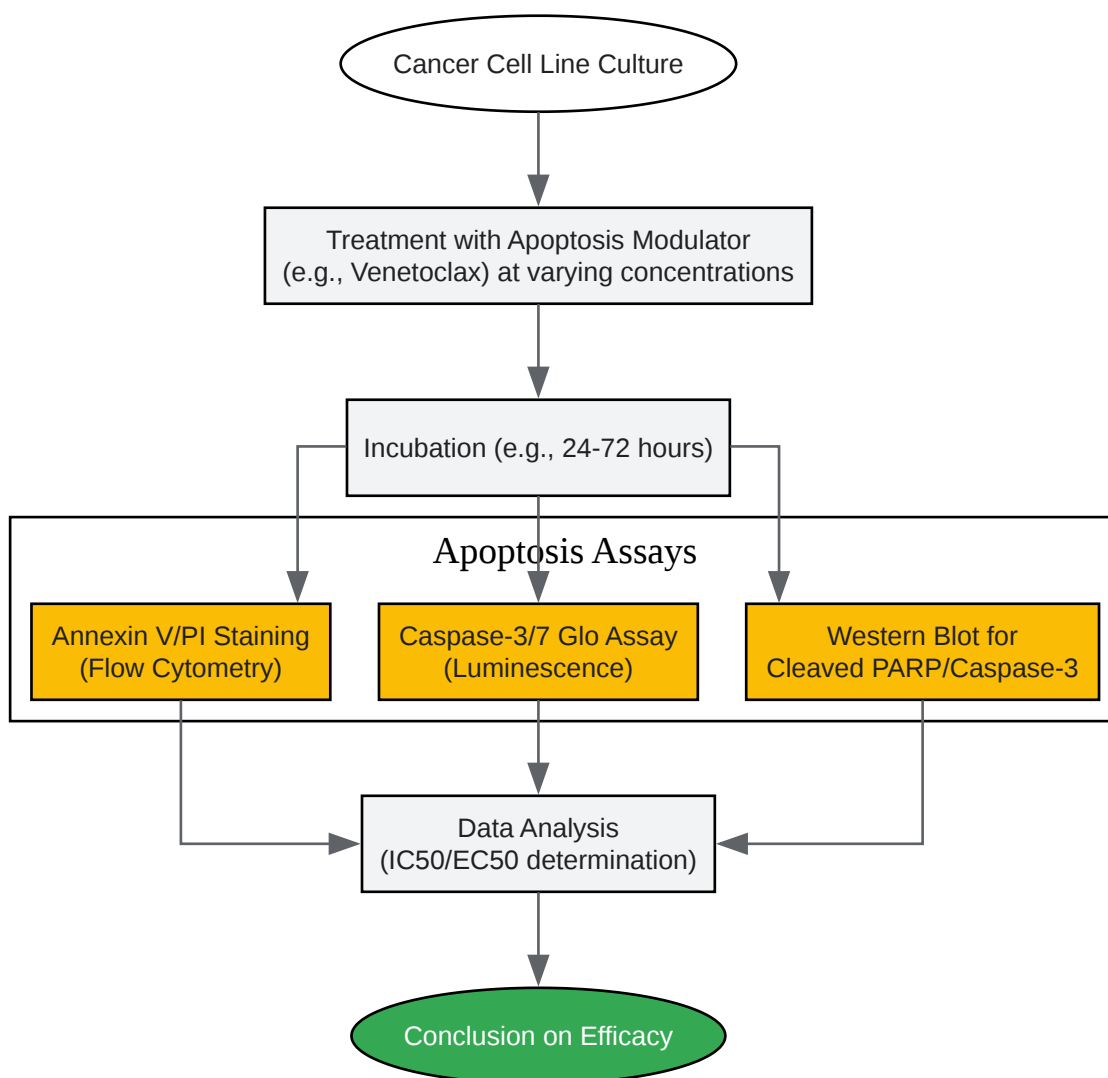 Cancer Cell Line Culture
Treatment with Apoptosis Modulator
(e.g., Venetoclax) at varying concentrations
Incubation (e.g., 24-72 hours)
Apoptosis Assays
Annexin V/PI Staining
(Flow Cytometry)
Caspase-3/7 Glo Assay
(Luminescence)
Western Blot for
Cleaved PARP/Caspase-3
Data Analysis
(IC50/EC50 determination)
Conclusion on Efficacy